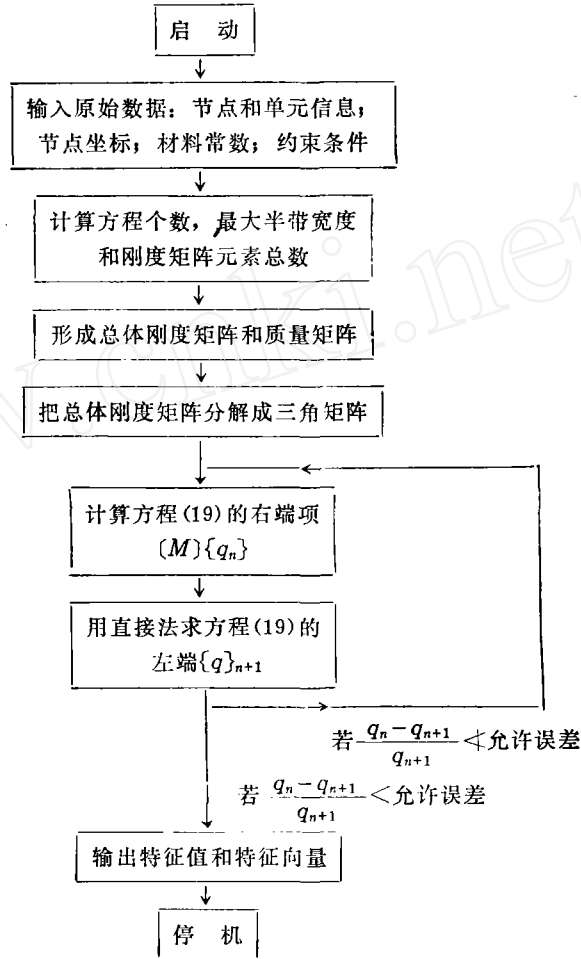 启 动
输入原始数据：节点和单元信息；
节点坐标；材料常数；约束条件
计算方程个数，最大半带宽度
和刚度矩阵元素总数
形成总体刚度矩阵和质量矩阵
把总体刚度矩阵分解成三角矩阵
计算方程(19)的右端项
〔M〕{qₙ}
用直接法求方程(19)的
左端{q}ₙ₊₁
若 (qₙ－qₙ₊₁)/qₙ₊₁ ≮允许误差
若 (qₙ－qₙ₊₁)/qₙ₊₁ ＜允许误差
输出特征值和特征向量
停 机
v.cnki.net